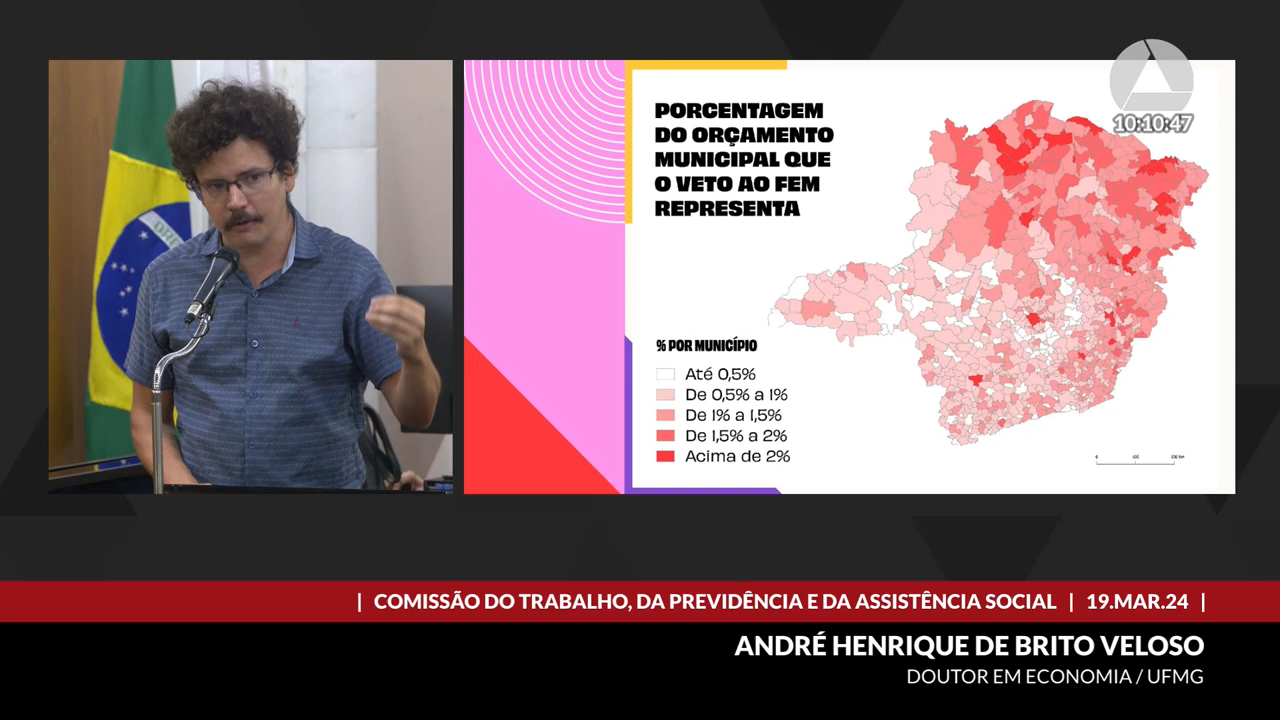 10:10:47
PORCENTAGEM
DO ORÇAMENTO
MUNICIPAL QUE
O VETO AO FEM
REPRESENTA
% POR MUNICÍPIO
Até 0,5%
De 0,5% a 1%
De 1% a 1,5%
De 1,5% a 2%
Acima de 2%
| COMISSÃO DO TRABALHO, DA PREVIDÊNCIA E DA ASSISTÊNCIA SOCIAL | 19.MAR.24 |
ANDRÉ HENRIQUE DE BRITO VELOSO
DOUTOR EM ECONOMIA / UFMG